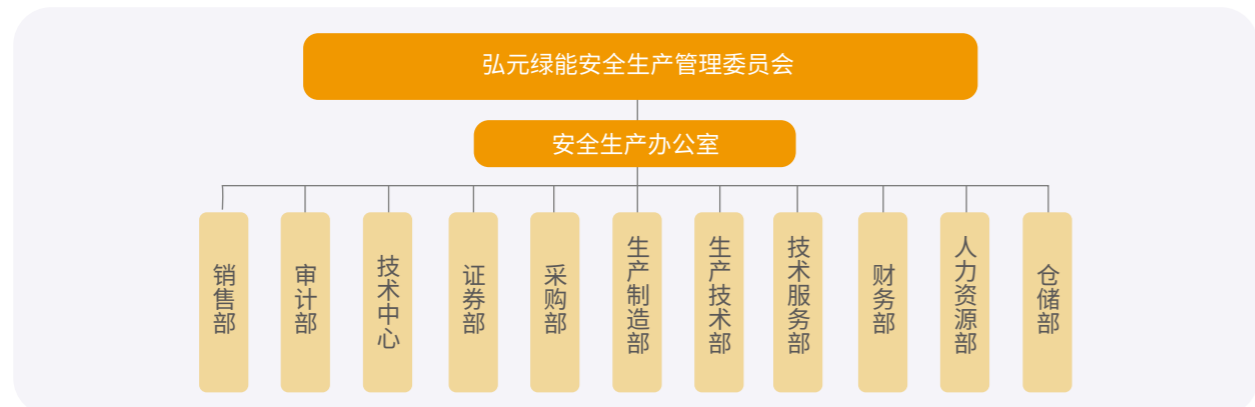 弘元绿能安全生产管理委员会
安全生产办公室
销售部
审计部
技术中心
证券部
采购部
生产制造部
生产技术部
技术服务部
财务部
人力资源部
仓储部